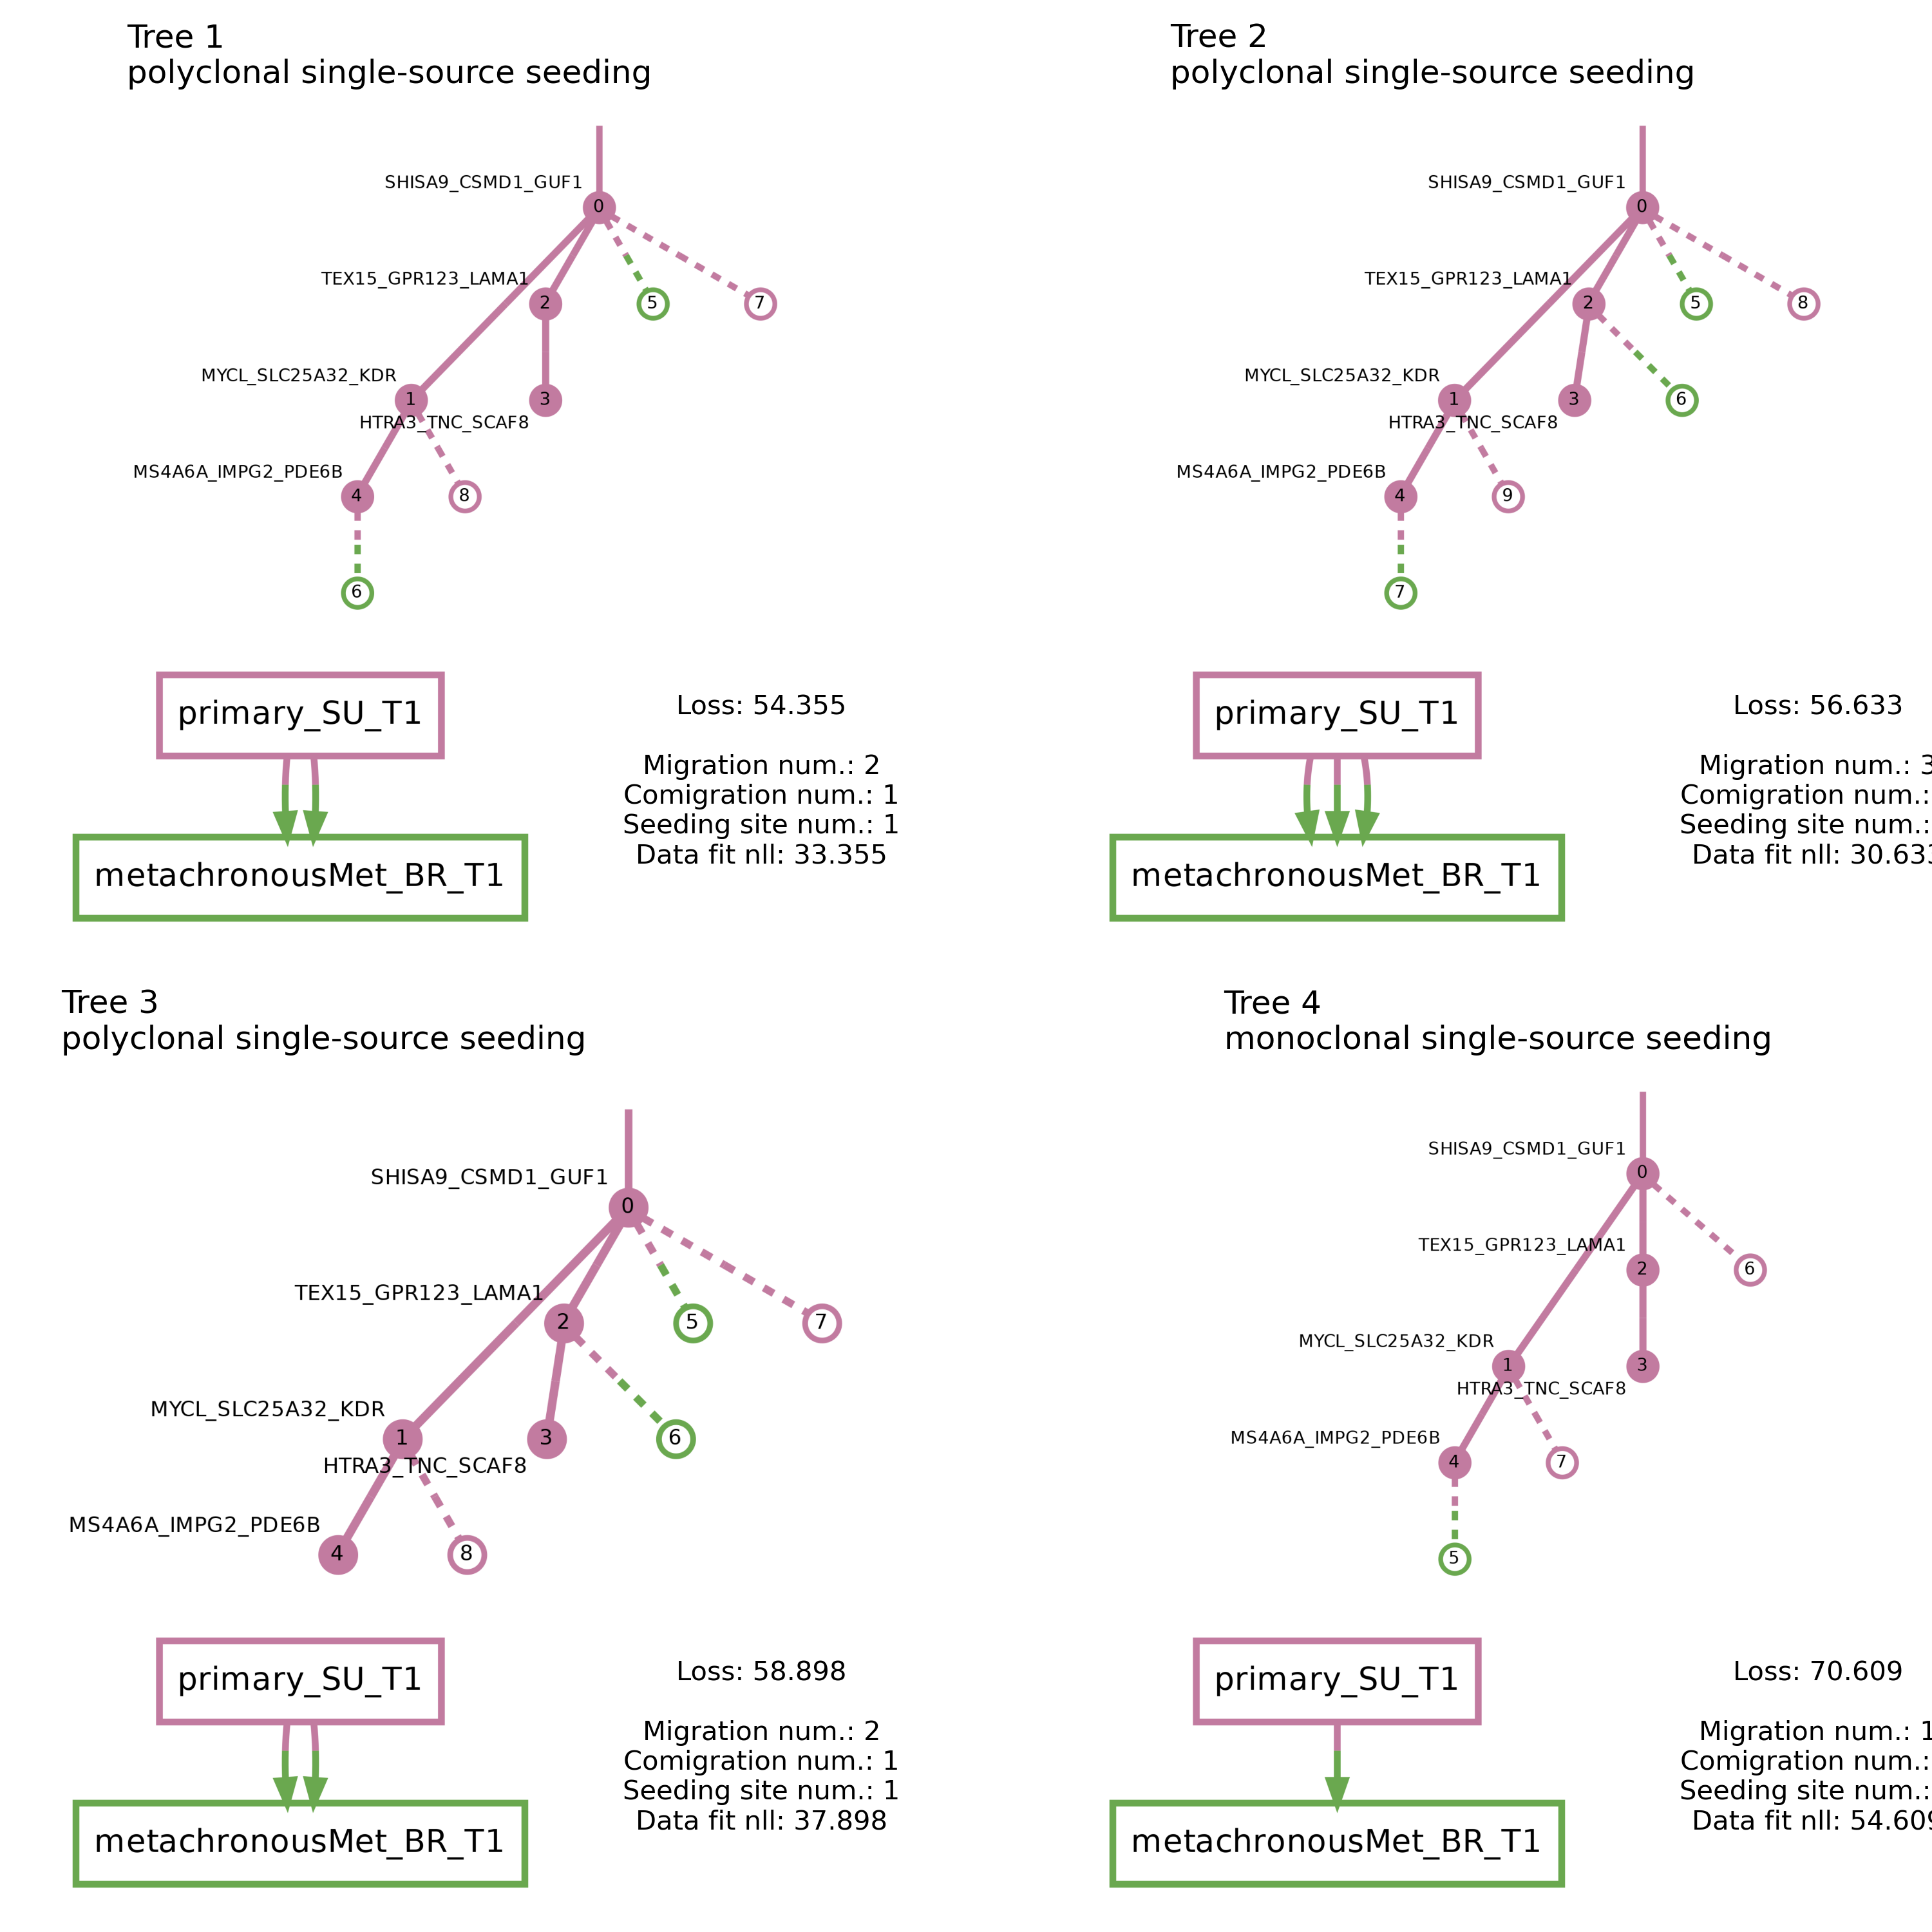 Tree 1
polyclonal single-source seeding
SHISA9_CSMD1_GUF1
0
TEX15_GPR123_LAMA1
2
5
7
MYCL_SLC25A32_KDR
1
3
HTRA3_TNC_SCAF8
MS4A6A_IMPG2_PDE6B
4
8
6
primary_SU_T1
metachronousMet_BR_T1
Loss: 54.355
Migration num.: 2
Comigration num.: 1
Seeding site num.: 1
Data fit nll: 33.355
Tree 2
polyclonal single-source seeding
SHISA9_CSMD1_GUF1
0
TEX15_GPR123_LAMA1
2
5
8
MYCL_SLC25A32_KDR
1
3
6
HTRA3_TNC_SCAF8
MS4A6A_IMPG2_PDE6B
4
9
7
primary_SU_T1
metachronousMet_BR_T1
Loss: 56.633
Migration num.: 3
Comigration num.:
Seeding site num.:
Data fit nll: 30.633
Tree 3
polyclonal single-source seeding
SHISA9_CSMD1_GUF1
0
TEX15_GPR123_LAMA1
2
5
7
MYCL_SLC25A32_KDR
1
3
6
HTRA3_TNC_SCAF8
MS4A6A_IMPG2_PDE6B
4
8
primary_SU_T1
metachronousMet_BR_T1
Loss: 58.898
Migration num.: 2
Comigration num.: 1
Seeding site num.: 1
Data fit nll: 37.898
Tree 4
monoclonal single-source seeding
SHISA9_CSMD1_GUF1
0
TEX15_GPR123_LAMA1
2
6
MYCL_SLC25A32_KDR
1
3
HTRA3_TNC_SCAF8
MS4A6A_IMPG2_PDE6B
4
7
5
primary_SU_T1
metachronousMet_BR_T1
Loss: 70.609
Migration num.: 1
Comigration num.:
Seeding site num.:
Data fit nll: 54.609